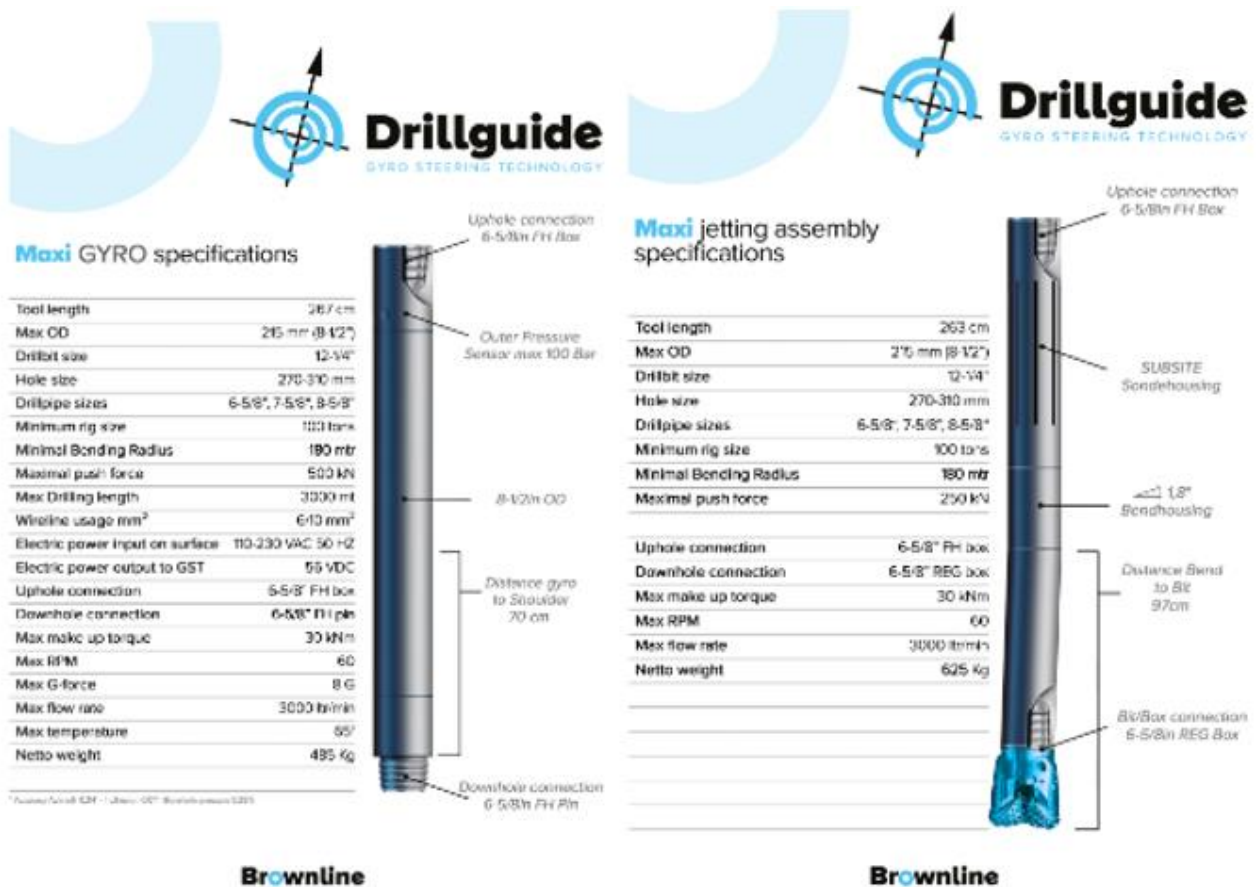 Drillguide
GYRO STEERING TECHNOLOGY
Maxi GYRO specifications
Tool length 267 cm
Max OD 215 mm (8-1/2")
Drillbit size 12-1/4"
Hole size 270-310 mm
Drillpipe sizes 6-5/8", 7-5/8", 8-5/8"
Minimum rig size 100 tons
Minimal Bending Radius 180 mtr
Maximal push force 500 kN
Max Drilling length 3000 mt
Wireline usage mm² 6-10 mm²
Electric power input on surface 110-230 VAC 50 HZ
Electric power output to GST 56 VDC
Uphole connection 6-5/8" FH box
Downhole connection 6-5/8" FH pin
Max make up torque 30 kNm
Max RPM 60
Max G-force 8 G
Max flow rate 3000 ltr/min
Max temperature
Netto weight 485 Kg
Uphole connection
6-5/8in FH Box
Outer Pressure
Sensor max 100 Bar
8-1/2in OD
Distance gyro
to Shoulder
70 cm
Downhole connection
6-5/8in FH Pin
Brownline
Drillguide
GYRO STEERING TECHNOLOGY
Maxi jetting assembly
specifications
Tool length 263 cm
Max OD 215 mm (8-1/2")
Drillbit size 12-1/4"
Hole size 270-310 mm
Drillpipe sizes 6-5/8", 7-5/8", 8-5/8"
Minimum rig size 100 tons
Minimal Bending Radius 180 mtr
Maximal push force 250 kN
Uphole connection 6-5/8" FH box
Downhole connection 6-5/8" REG box
Max make up torque 30 kNm
Max RPM 60
Max flow rate 3000 ltr/min
Netto weight 625 Kg
Uphole connection
6-5/8in FH Box
SUBSITE
Sondehousing
1,8°
Bendhousing
Distance Bend
to Bit
97cm
Bit/Box connection
6-5/8in REG Box
Brownline